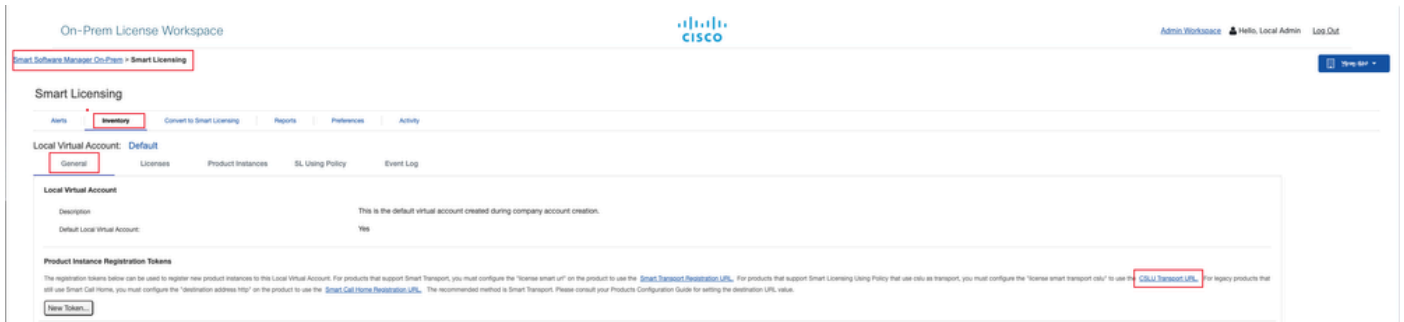 On-Prem License Workspace
CISCO
Admin Workspace Hello, Local Admin Log Out
Smart Software Manager On-Prem > Smart Licensing
Smart Licensing
Alerts Inventory Convert to Smart Licensing Reports Preferences Activity
Local Virtual Account: Default
General Licenses Product Instances SL Using Policy Event Log
Local Virtual Account
Description This is the default virtual account created during company account creation.
Default Local Virtual Account: Yes
Product Instance Registration Tokens
The registration tokens below can be used to register new product instances to this Local Virtual Account. For products that support Smart Transport, you must configure the "license smart url" on the product to use the Smart Transport Registration URL. For products that support Smart Licensing Using Policy that use cslu as transport, you must configure the "license smart transport cslu" to use the CSLU Transport URL. For legacy products that
still use Smart Call Home, you must configure the "destination address http" on the product to use the Smart Call Home Registration URL. The recommended method is Smart Transport. Please consult your Products Configuration Guide for setting the destination URL value.
New Token...